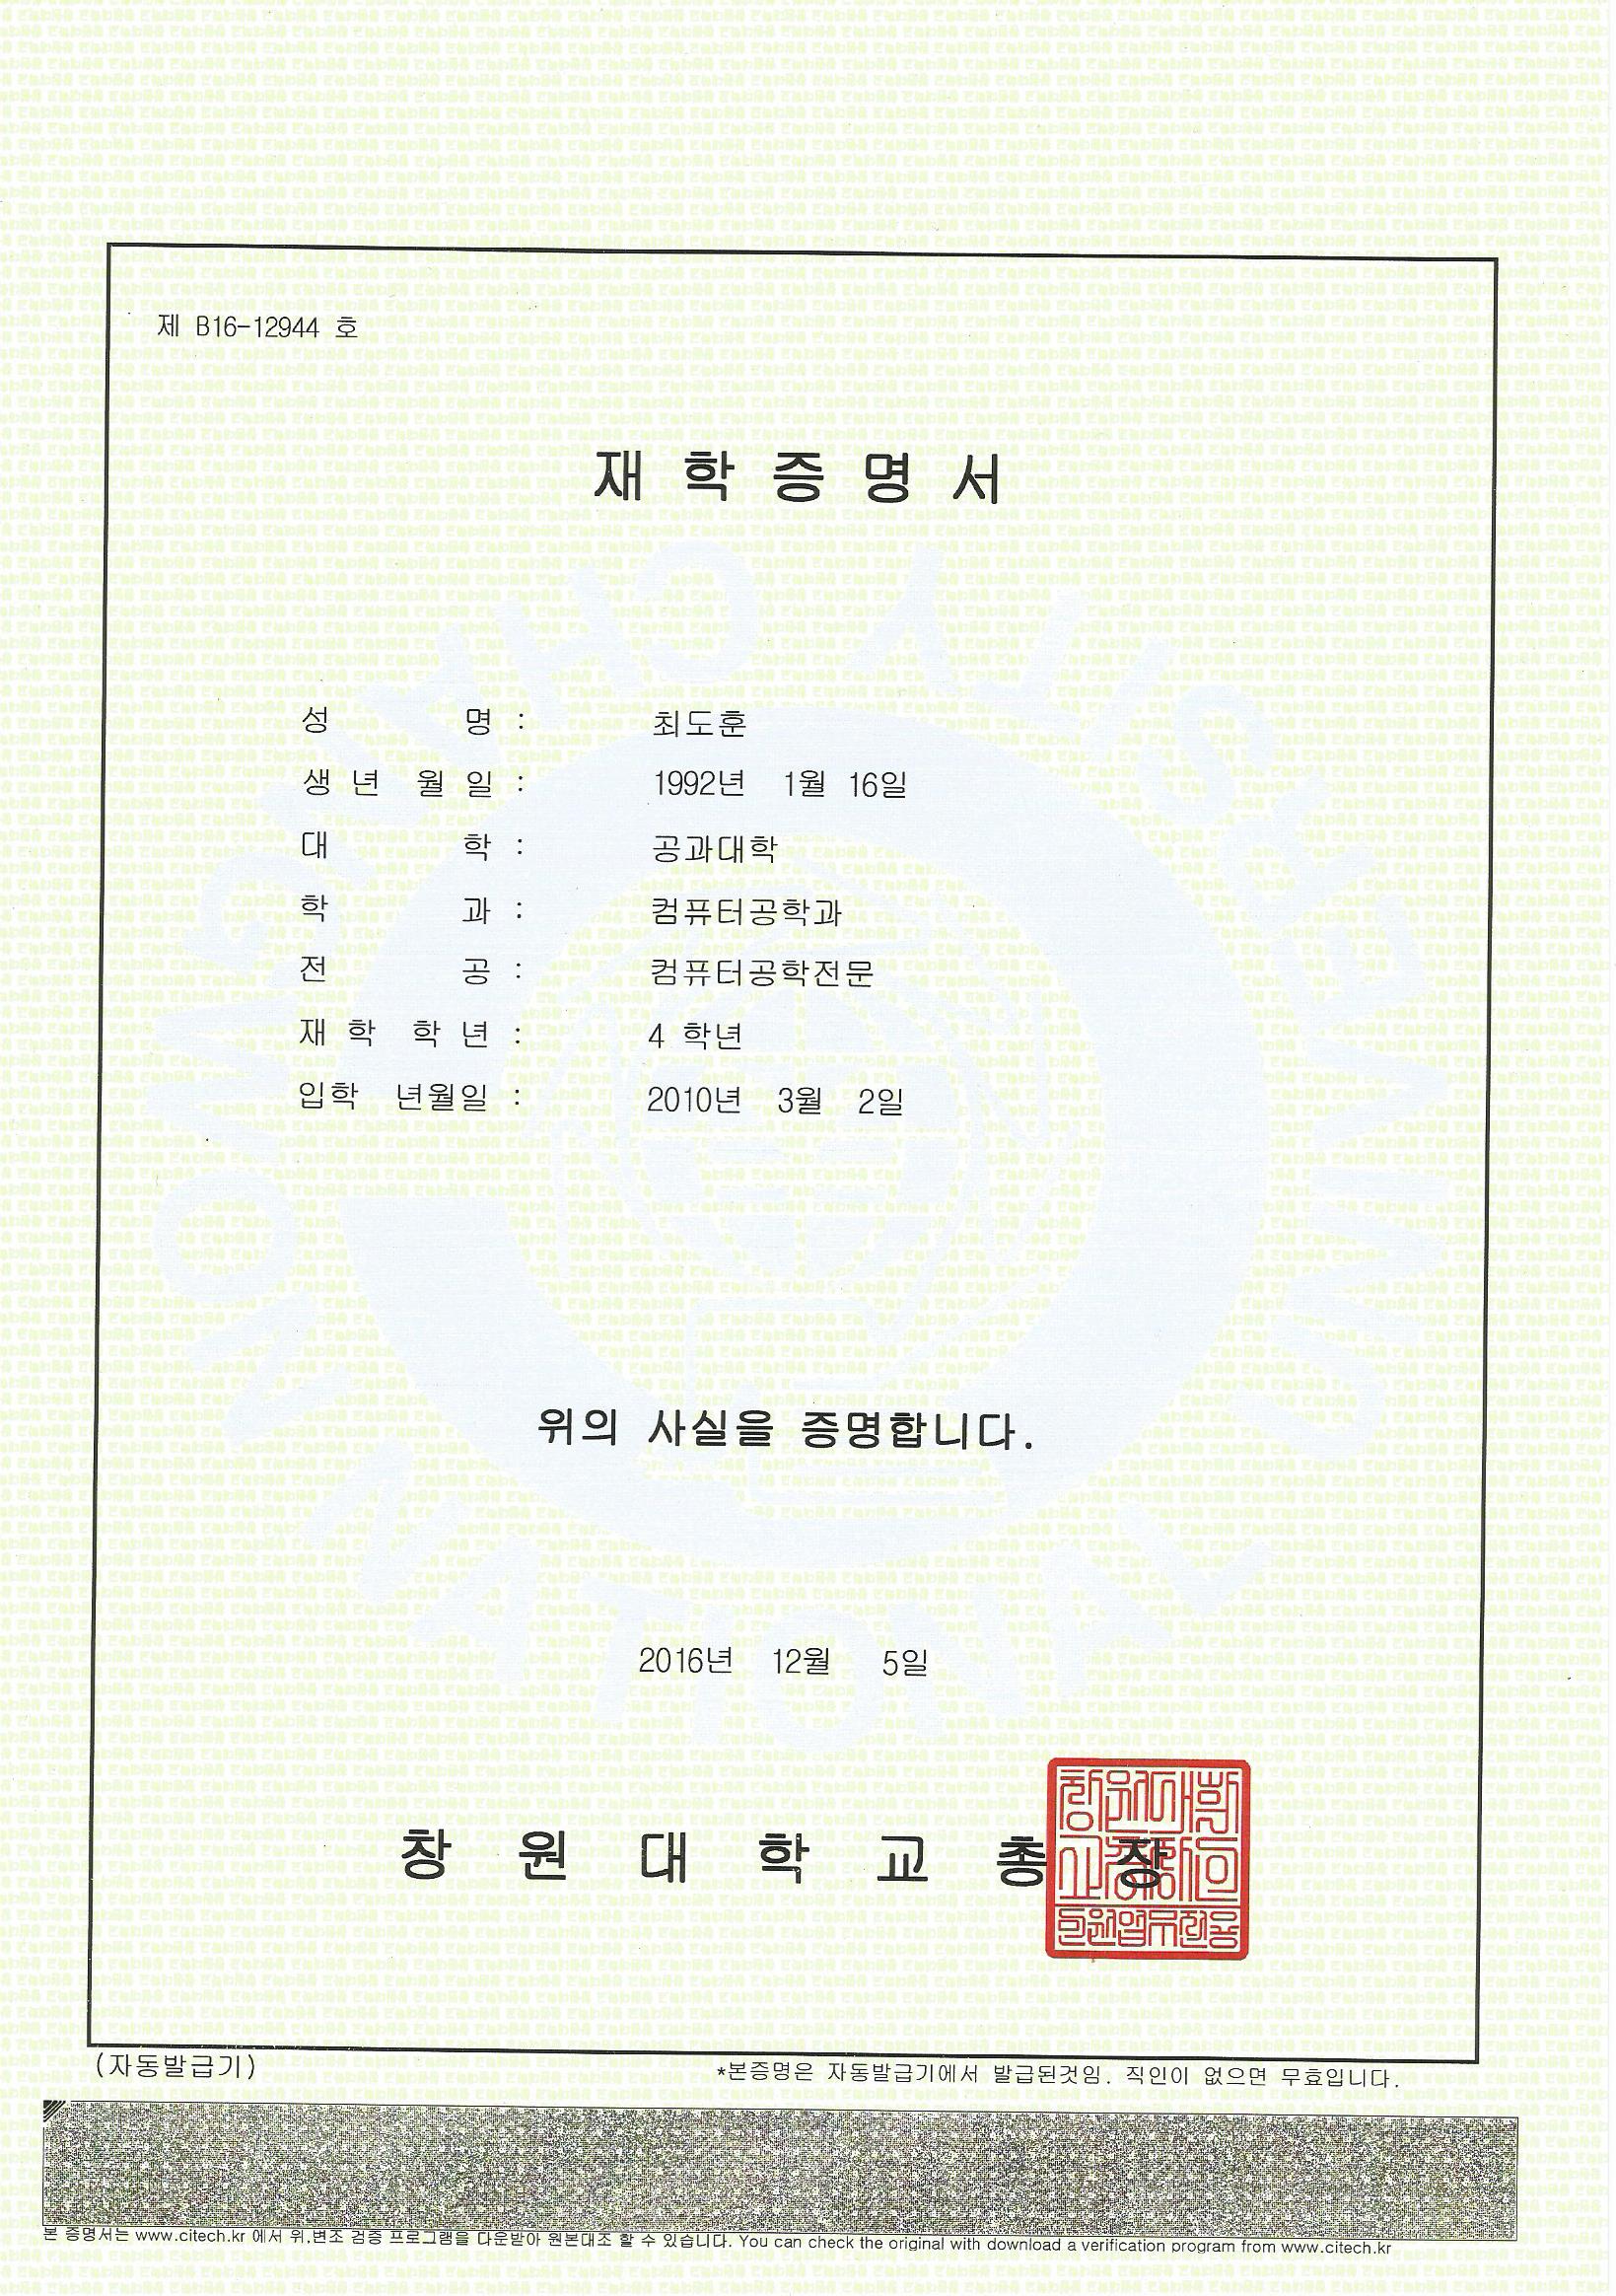 제 B16-12944 호
재 학 증 명 서
성 명 : 최도훈
생 년 월 일 : 1992년 1월 16일
대 학 : 공과대학
학 과 : 컴퓨터공학과
전 공 : 컴퓨터공학전문
재 학 학 년 : 4 학년
입학 년월일 : 2010년 3월 2일
위의 사실을 증명합니다.
2016년 12월 5일
창 원 대 학 교 총 장
(자동발급기)
*본증명은 자동발급기에서 발급된것임. 직인이 없으면 무효입니다.
본 증명서는 www.citech.kr 에서 위.변조 검증 프로그램을 다운받아 원본대조 할 수 있습니다. You can check the original with download a verification program from www.citech.kr
CHANGWON NATIONAL UNIVERSITY